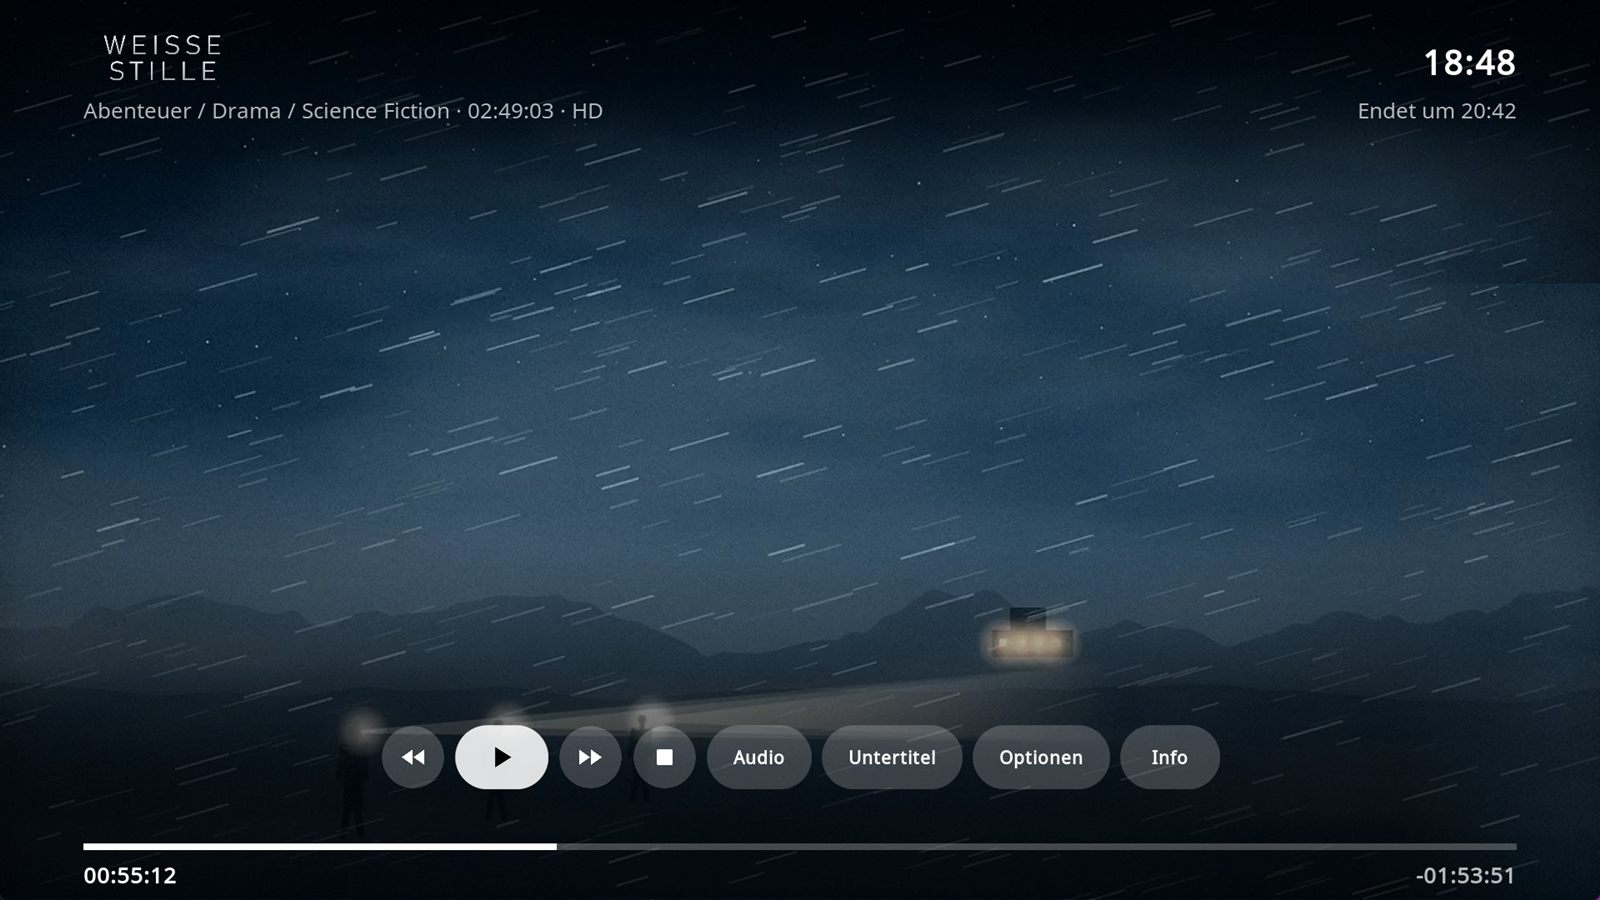 WEISSE
STILLE
18:48
Abenteuer / Drama / Science Fiction · 02:49:03 · HD
Endet um 20:42
Audio
Untertitel
Optionen
Info
00:55:12
-01:53:51